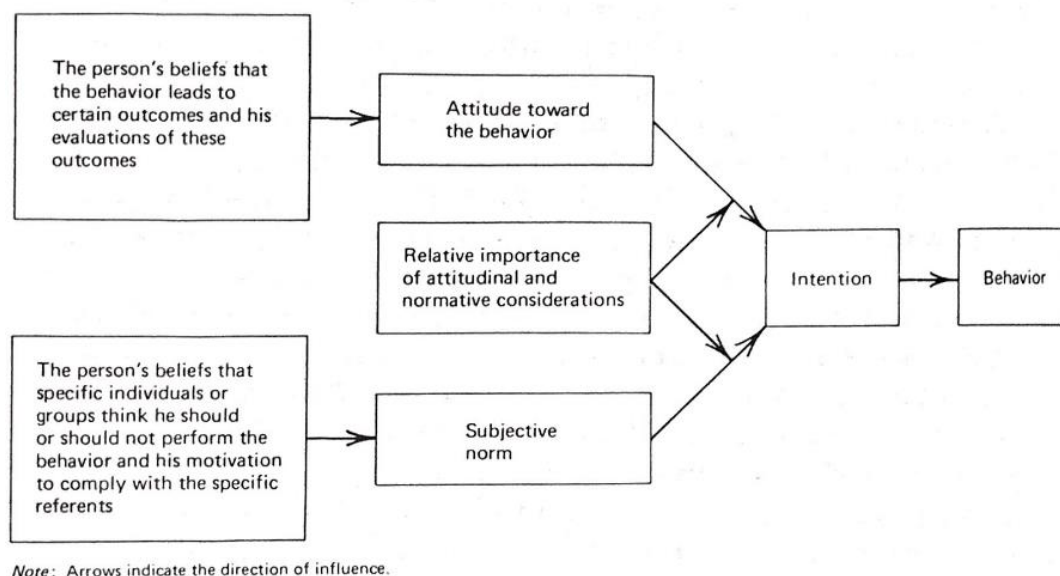 The person's beliefs that
the behavior leads to
certain outcomes and his
evaluations of these
outcomes
Attitude toward
the behavior
Relative importance
of attitudinal and
normative considerations
Intention
Behavior
The person's beliefs that
specific individuals or
groups think he should
or should not perform the
behavior and his motivation
to comply with the specific
referents
Subjective
norm
Note: Arrows indicate the direction of influence.